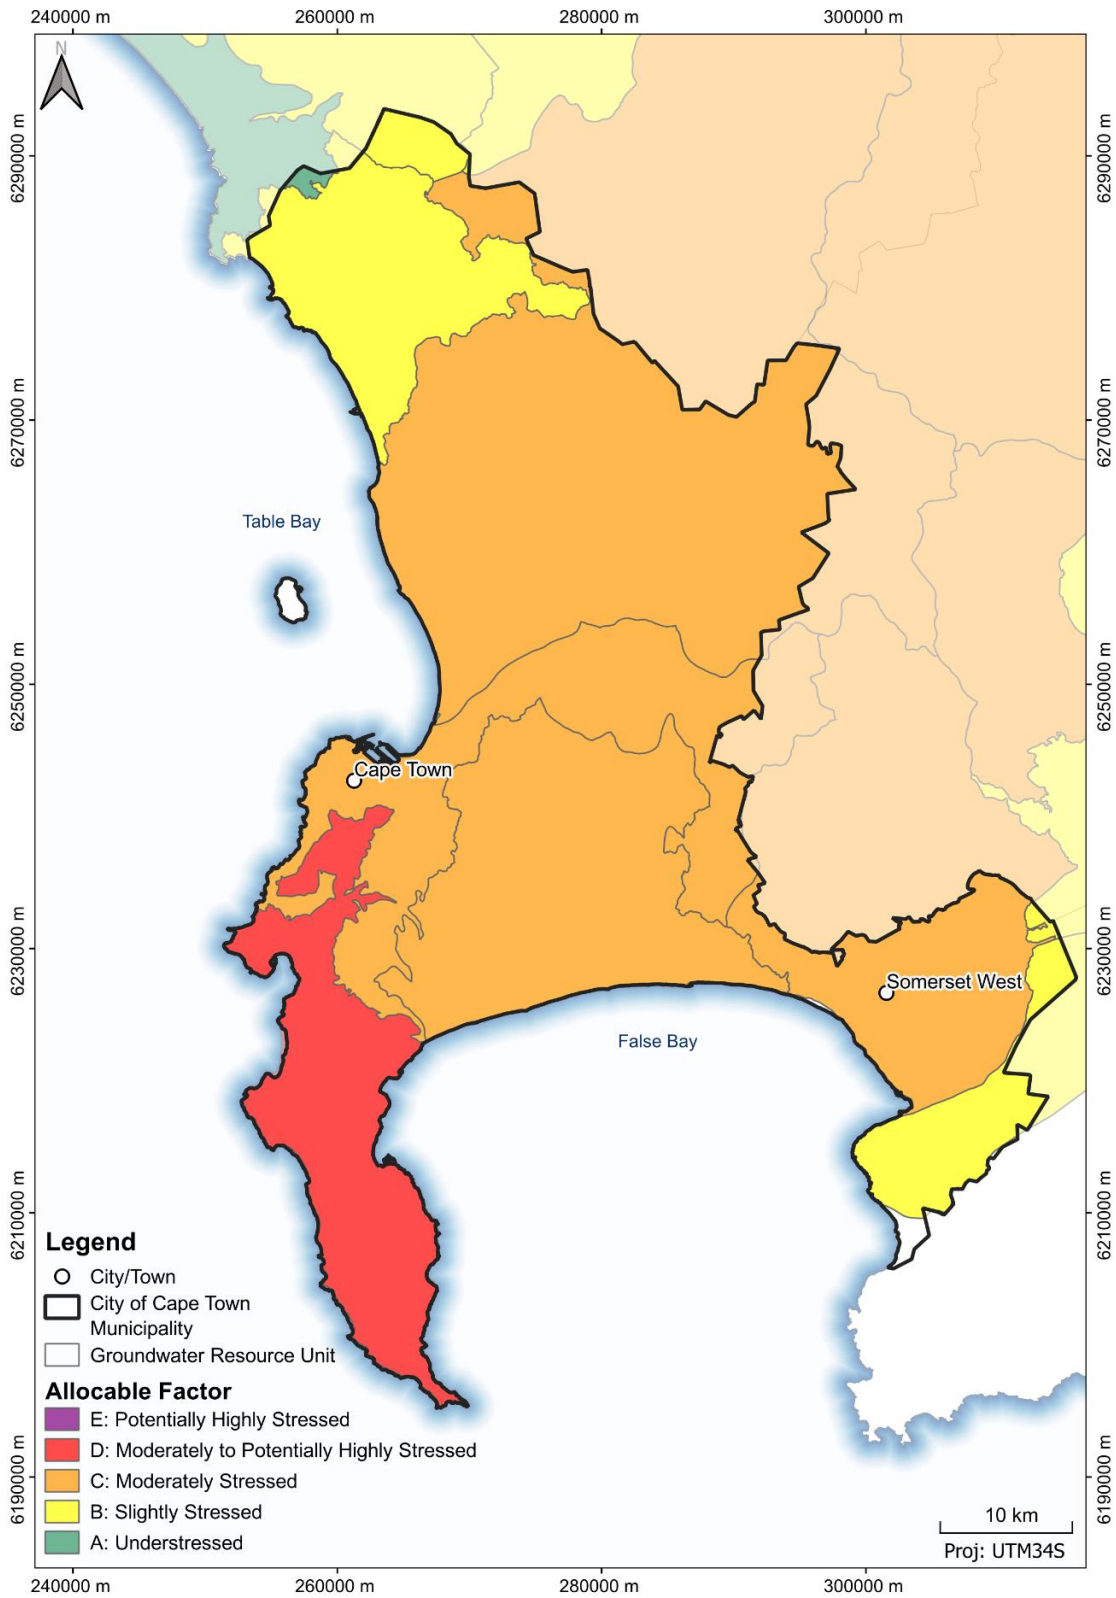 240000 m 260000 m 280000 m 300000 m
N
6290000 m 6290000 m
6270000 m 6270000 m
Table Bay
6250000 m 6250000 m
Cape Town
6230000 m 6230000 m
Somerset West
False Bay
6210000 m 6210000 m
Legend
City/Town
City of Cape Town
Municipality
Groundwater Resource Unit
Allocable Factor
E: Potentially Highly Stressed
D: Moderately to Potentially Highly Stressed
C: Moderately Stressed
6190000 m 6190000 m
B: Slightly Stressed
10 km
A: Understressed
Proj: UTM34S
240000 m 260000 m 280000 m 300000 m